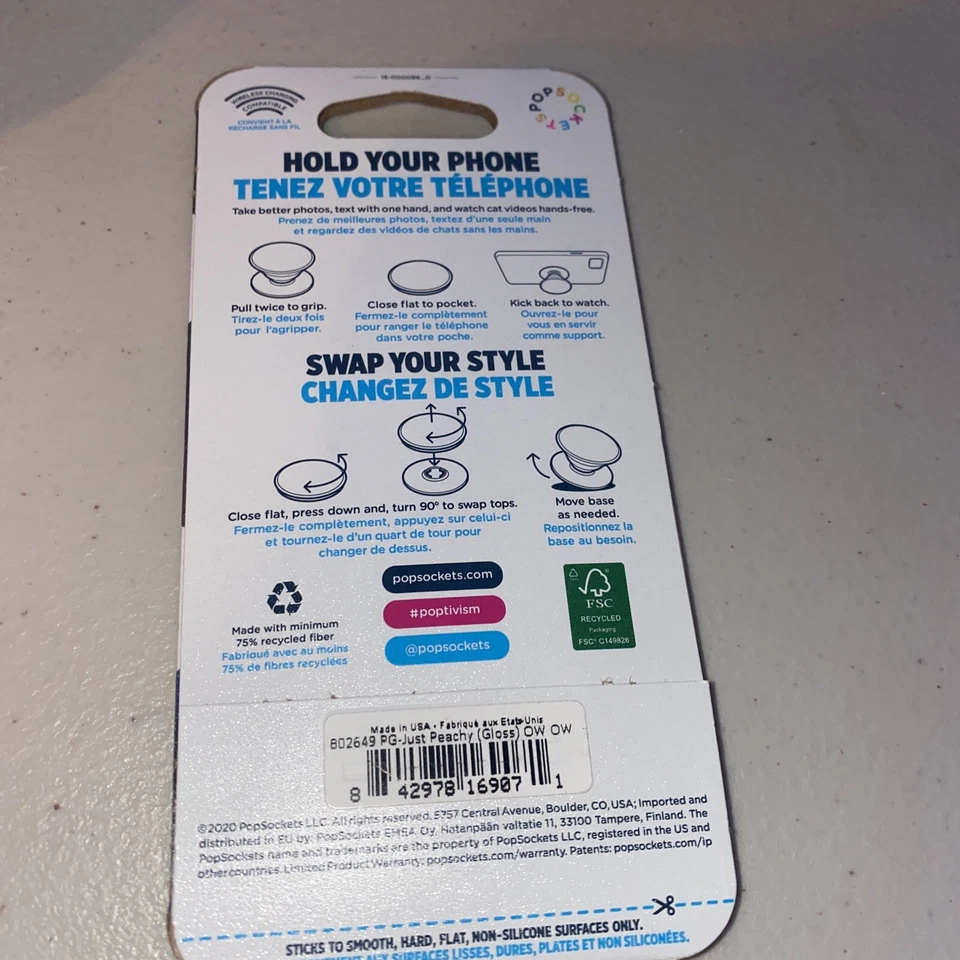 15-000089_D
WIRELESS CHARGING
COMPATIBLE
CONVIENT À LA
RECHARGE SANS FIL
POPSOCKETS
HOLD YOUR PHONE
TENEZ VOTRE TÉLÉPHONE
Take better photos, text with one hand, and watch cat videos hands-free.
Prenez de meilleures photos, textez d'une seule main
et regardez des vidéos de chats sans les mains.
Pull twice to grip.
Tirez-le deux fois
pour l'agripper.
Close flat to pocket.
Fermez-le complètement
pour ranger le téléphone
dans votre poche.
Kick back to watch.
Ouvrez-le pour
vous en servir
comme support.
SWAP YOUR STYLE
CHANGEZ DE STYLE
Close flat, press down and, turn 90° to swap tops.
Fermez-le complètement, appuyez sur celui-ci
et tournez-le d'un quart de tour pour
changer de dessus.
Move base
as needed.
Repositionnez la
base au besoin.
Made with minimum
75% recycled fiber
Fabriqué avec au moins
75% de fibres recyclées
popsockets.com
#poptivism
@popsockets
FSC
RECYCLED
Packaging
FSC® C149826
Made in USA • Fabriqué aux Etats-Unis
802649 PG-Just Peachy (Gloss) OW OW
8 42978 16907 1
©2020 PopSockets LLC. All rights reserved. 5757 Central Avenue, Boulder, CO, USA; Imported and
distributed in EU by: PopSockets EMEA Oy, Hatanpään valtatie 11, 33100 Tampere, Finland. The
PopSockets name and trademarks are the property of PopSockets LLC, registered in the US and
other countries. Limited Product Warranty: popsockets.com/warranty. Patents: popsockets.com/ip
STICKS TO SMOOTH, HARD, FLAT, NON-SILICONE SURFACES ONLY.
AUX SURFACES LISSES, DURES, PLATES ET NON SILICONÉES.